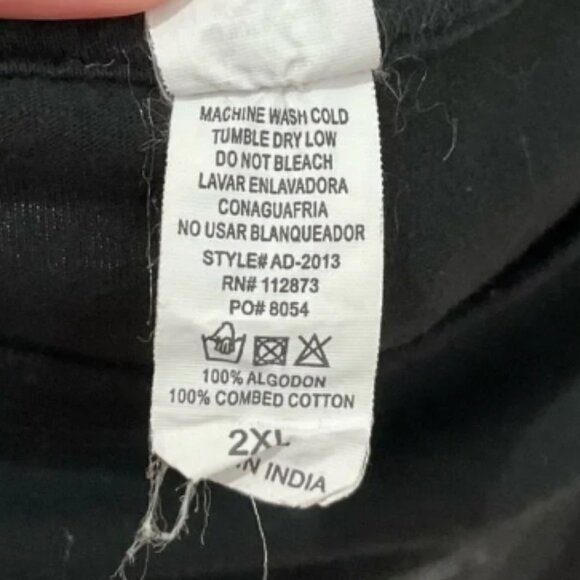 MACHINE WASH COLD
TUMBLE DRY LOW
DO NOT BLEACH
LAVAR ENLAVADORA
CONAGUAFRIA
NO USAR BLANQUEADOR
STYLE# AD-2013
RN# 112873
PO# 8054
100% ALGODON
100% COMBED COTTON
2XL
IN INDIA